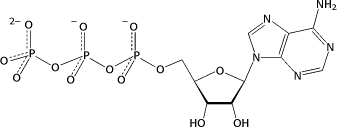 NH₂
2− − −
O O O O O O
N N
P P P
O O O O O N N
O
HO OH